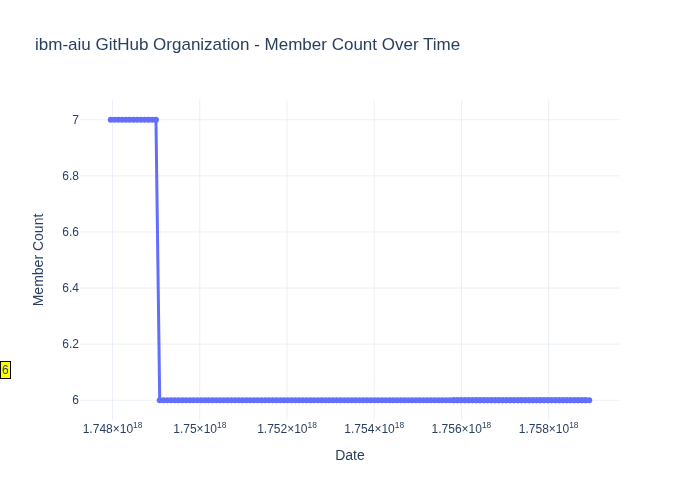 ibm-aiu GitHub Organization - Member Count Over Time
7
6.8
6.6
6.4
6.2
6
Member Count
6
1.748×10¹⁸ 1.75×10¹⁸ 1.752×10¹⁸ 1.754×10¹⁸ 1.756×10¹⁸ 1.758×10¹⁸
Date